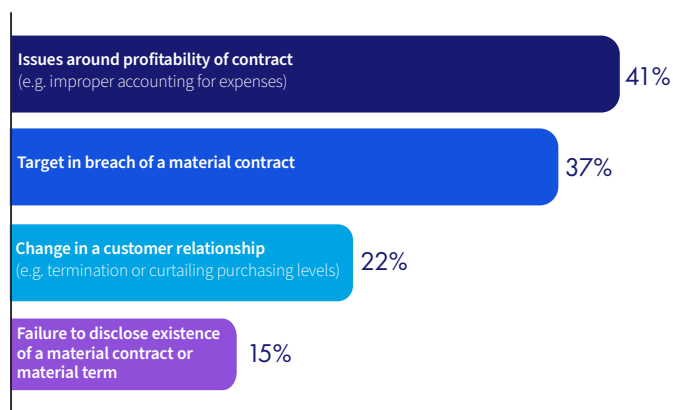 Issues around profitability of contract
(e.g. improper accounting for expenses)
41%
Target in breach of a material contract
37%
Change in a customer relationship
(e.g. termination or curtailing purchasing levels)
22%
Failure to disclose existence
of a material contract or
material term
15%